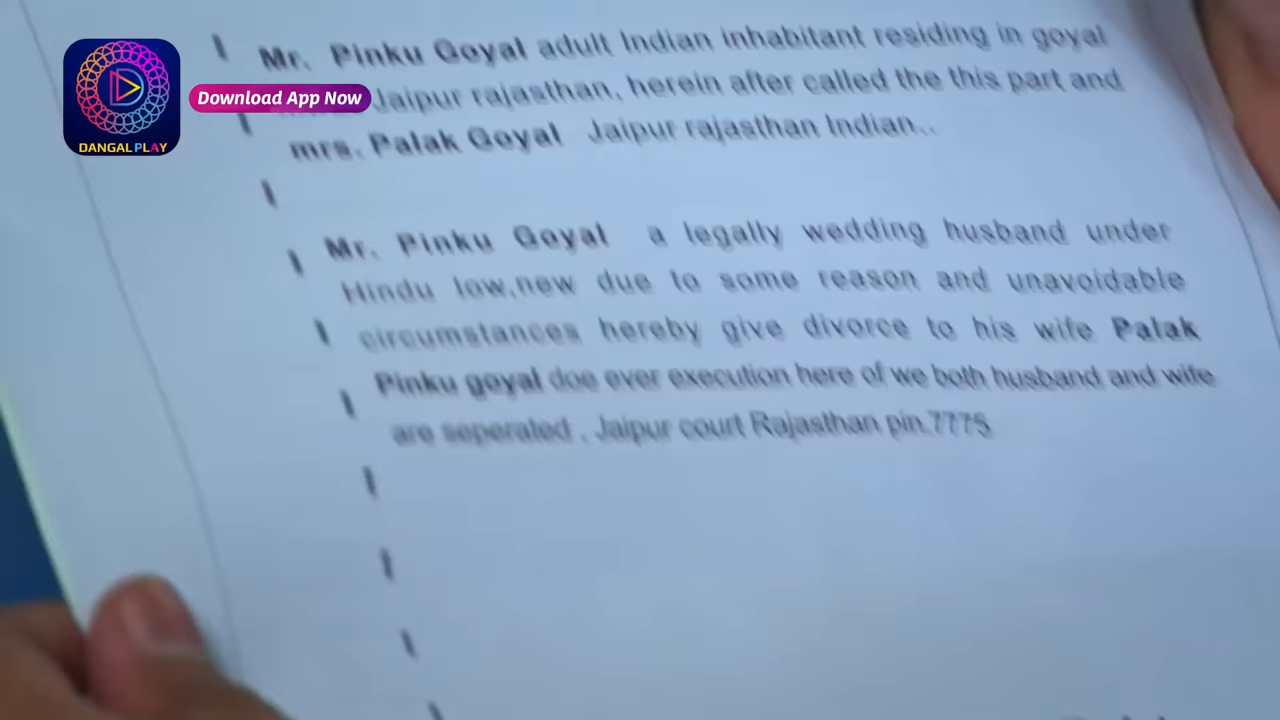 Mr. Pinku Goyal adult Indian inhabitant residing in goyal
Jaipur rajasthan, herein after called the this part and
mrs. Palak Goyal Jaipur rajasthan Indian..
Mr. Pinku Goyal a legally wedding husband under
Hindu low,new due to some reason and unavoidable
circumstances hereby give divorce to his wife Palak
Pinku goyal doe ever execution here of we both husband and wife
are seperated , Jaipur court Rajasthan pin.7775
Download App Now
DANGAL PLAY